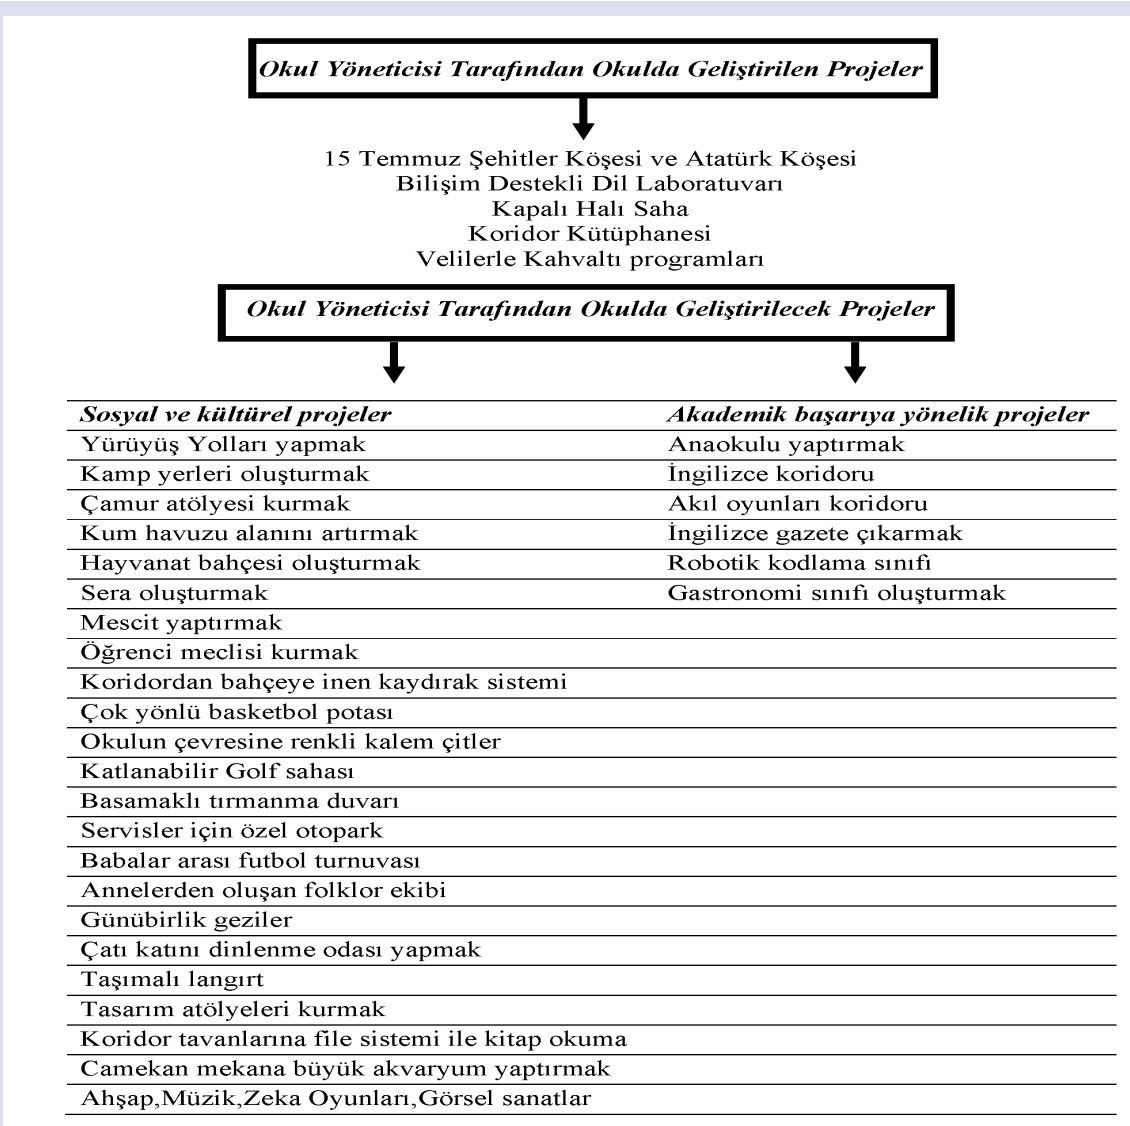 Okul Yöneticisi Tarafından Okulda Geliştirilen Projeler
15 Temmuz Şehitler Köşesi ve Atatürk Köşesi
Bilişim Destekli Dil Laboratuvarı
Kapalı Halı Saha
Koridor Kütüphanesi
Velilerle Kahvaltı programları
Okul Yöneticisi Tarafından Okulda Geliştirilecek Projeler
Sosyal ve kültürel projeler Akademik başarıya yönelik projeler
Yürüyüş Yolları yapmak Anaokulu yaptırmak
Kamp yerleri oluşturmak İngilizce koridoru
Çamur atölyesi kurmak Akıl oyunları koridoru
Kum havuzu alanını artırmak İngilizce gazete çıkarmak
Hayvanat bahçesi oluşturmak Robotik kodlama sınıfı
Sera oluşturmak Gastronomi sınıfı oluşturmak
Mescit yaptırmak
Öğrenci meclisi kurmak
Koridordan bahçeye inen kaydırak sistemi
Çok yönlü basketbol potası
Okulun çevresine renkli kalem çitler
Katlanabilir Golf sahası
Basamaklı tırmanma duvarı
Servisler için özel otopark
Babalar arası futbol turnuvası
Annelerden oluşan folklor ekibi
Günübirlik geziler
Çatı katını dinlenme odası yapmak
Taşımalı langırt
Tasarım atölyeleri kurmak
Koridor tavanlarına file sistemi ile kitap okuma
Camekan mekana büyük akvaryum yaptırmak
Ahşap,Müzik,Zeka Oyunları,Görsel sanatlar